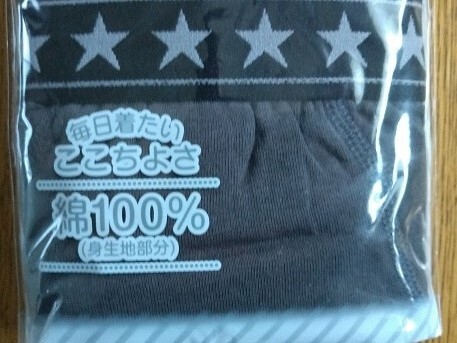 毎日着たい
ここちよさ
綿100%
(身生地部分)